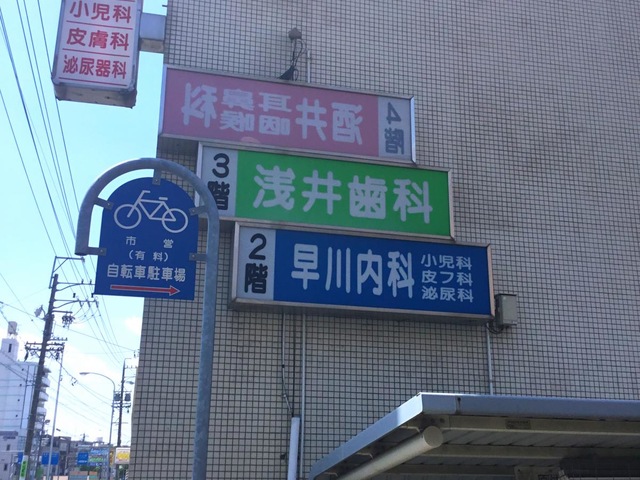 小児科
皮膚科
泌尿器科
4階
酒井耳鼻咽喉科
3階
浅井歯科
2階
早川内科
小児科
皮フ科
泌尿科
市営
(有料)
自転車駐車場